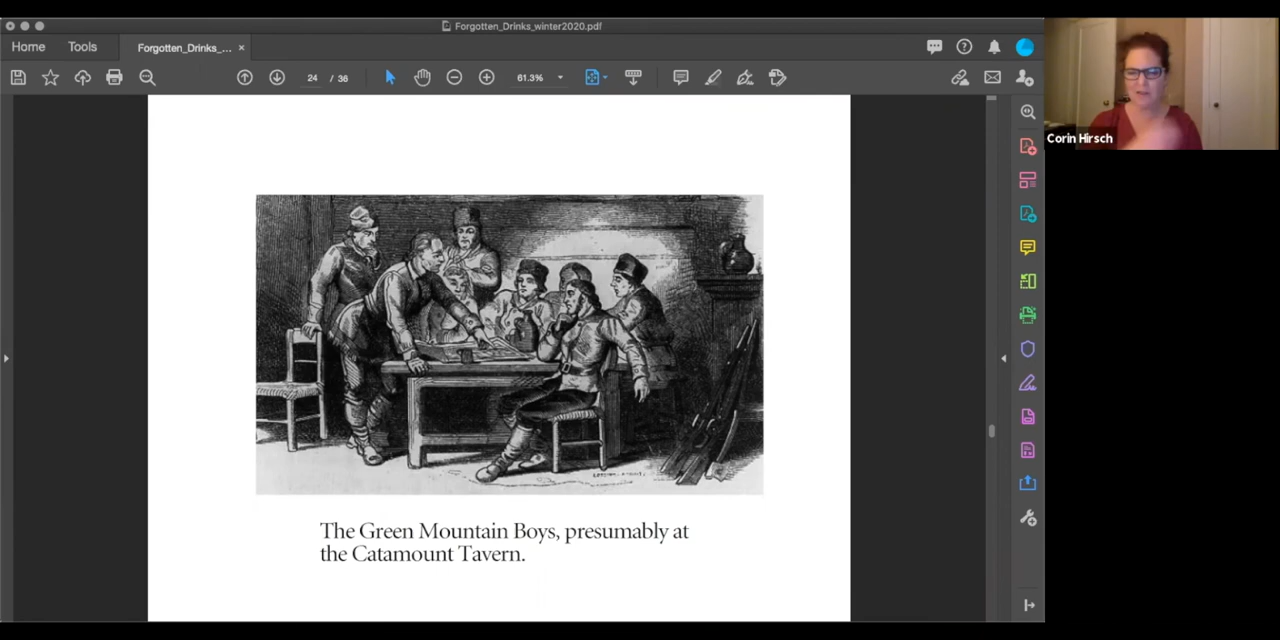 Forgotten_Drinks_winter2020.pdf
Home Tools Forgotten_Drinks_... ×
24 / 36 61.3%
Corin Hirsch
The Green Mountain Boys, presumably at
the Catamount Tavern.